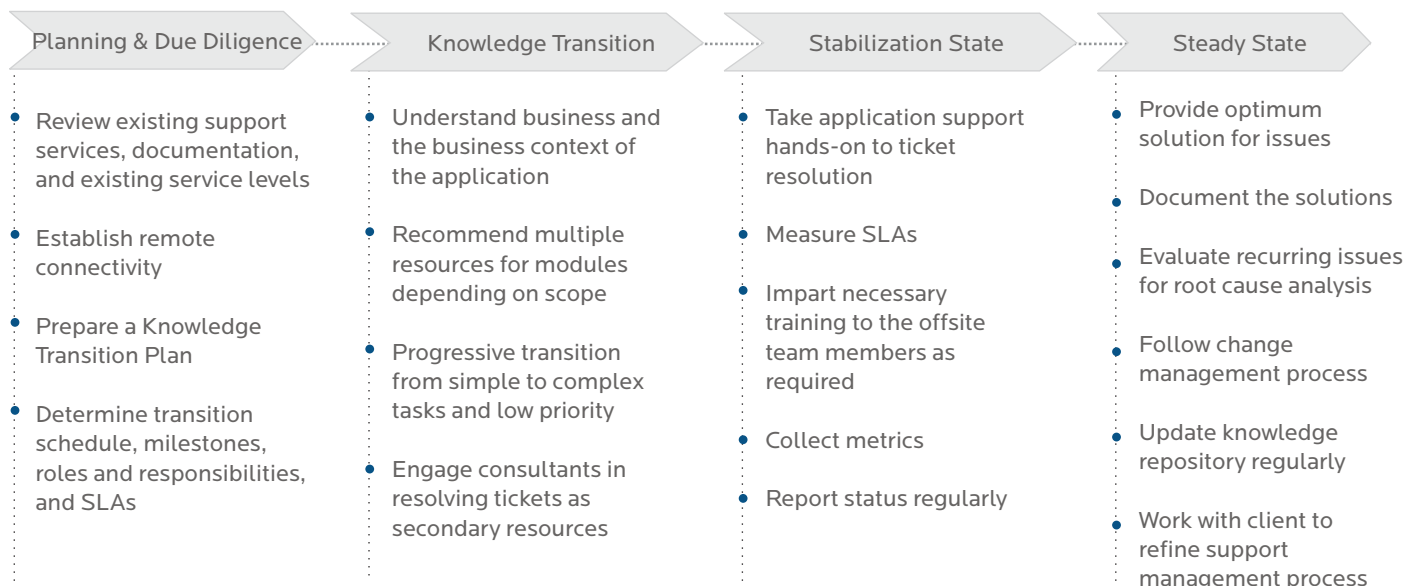 Planning & Due Diligence
Knowledge Transition
Stabilization State
Steady State
Review existing support
services, documentation,
and existing service levels
Establish remote
connectivity
Prepare a Knowledge
Transition Plan
Determine transition
schedule, milestones,
roles and responsibilities,
and SLAs
Understand business and
the business context of
the application
Recommend multiple
resources for modules
depending on scope
Progressive transition
from simple to complex
tasks and low priority
Engage consultants in
resolving tickets as
secondary resources
Take application support
hands-on to ticket
resolution
Measure SLAs
Impart necessary
training to the offsite
team members as
required
Collect metrics
Report status regularly
Provide optimum
solution for issues
Document the solutions
Evaluate recurring issues
for root cause analysis
Follow change
management process
Update knowledge
repository regularly
Work with client to
refine support
management process